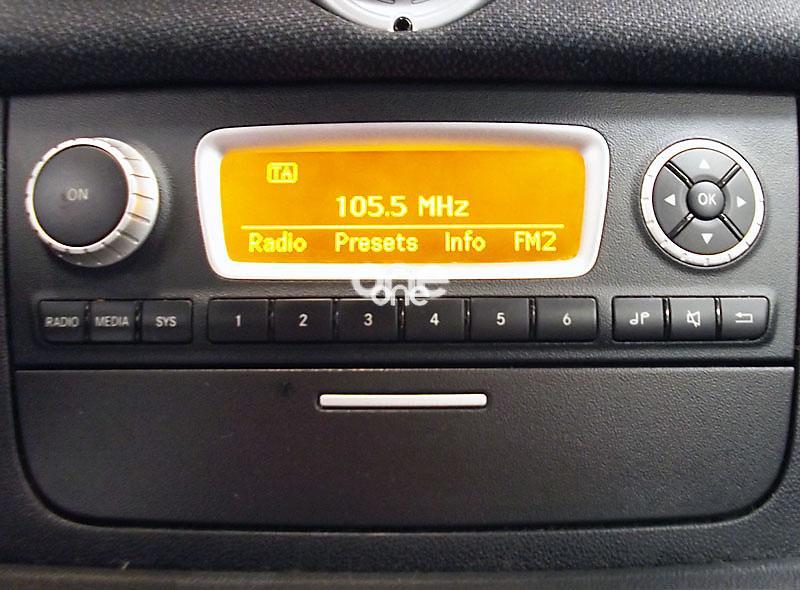 TA
105.5 MHz
Radio Presets Info FM2
ON
OK
one
RADIO MEDIA SYS 1 2 3 4 5 6